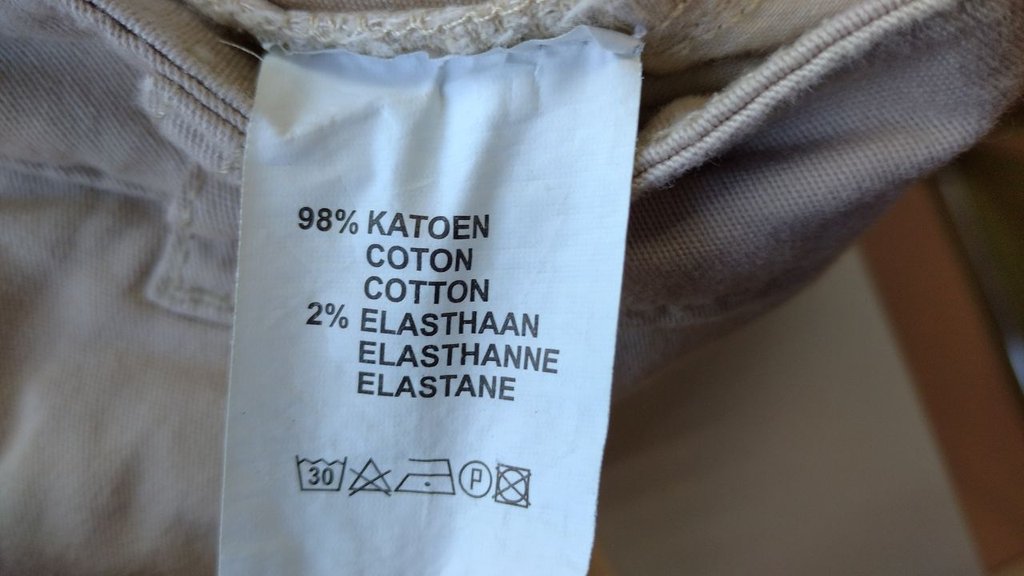 98% KATOEN
COTON
COTTON
2% ELASTHAAN
ELASTHANNE
ELASTANE
30 P